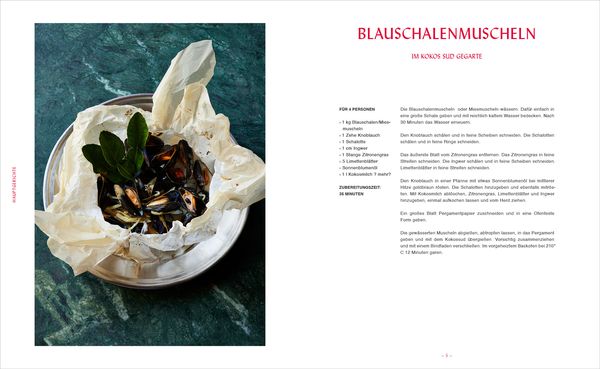 HAUPTGERICHTE
BLAUSCHALENMUSCHELN
IM KOKOS SUD GEGARTE
FÜR 4 PERSONEN
- 1 kg Blauschalen/Mies-
muscheln
- 1 Zehe Knoblauch
- 1 Schalotte
- 1 cm Ingwer
- 1 Stange Zitronengras
- 5 Limettenblätter
- Sonnenblumenöl
- 1 l Kokosmilch ? mehr?
ZUBEREITUNGSZEIT:
35 MINUTEN
Die Blauschalenmuscheln oder Miesmuscheln wässern. Dafür einfach in
eine große Schale geben und mit reichlich kaltem Wasser bedecken. Nach
30 Minuten das Wasser erneuern.
Den Knoblauch schälen und in feine Scheiben schneiden. Die Schalotten
schälen und in feine Ringe schneiden.
Das äußerste Blatt vom Zitronengras entfernen. Das Zitronengras in feine
Streifen schneiden. Die Ingwer schälen und in feine Scheiben schneiden
Limettenblätter in feine Streifen schneiden.
Den Knoblauch in einer Pfanne mit etwas Sonnenblumenöl bei mittlerer
Hitze goldbraun rösten. Die Schalotten hinzugeben und ebenfalls mitrös-
ten. Mit Kokosmilch ablöschen, Zitronengras, Limettenblätter und Ingwer
hinzugeben, einmal aufkochen lassen und vom Herd ziehen.
Ein großes Blatt Pergamentpapier zuschneiden und in eine Ofenfeste
Form geben.
Die gewässerten Muscheln abgießen, abtropfen lassen, in das Pergament
geben und mit dem Kokossud übergießen. Vorsichtig zusammenziehen
und mit einem Bindfaden verschließen. Im vorgeheiztem Backofen bei 210°
C 12 Minuten garen.
– 5 –